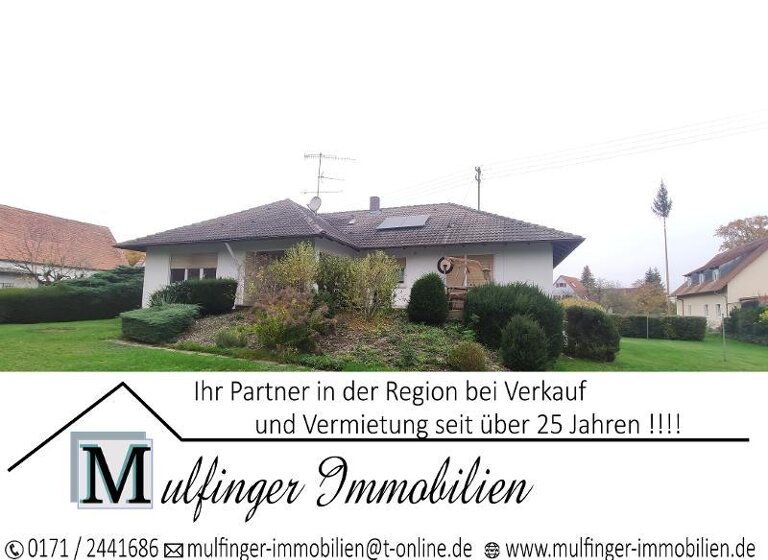 Ihr Partner in der Region bei Verkauf
und Vermietung seit über 25 Jahren !!!!
Mulfinger Immobilien
0171 / 2441686 mulfinger-immobilien@t-online.de www.mulfinger-immobilien.de